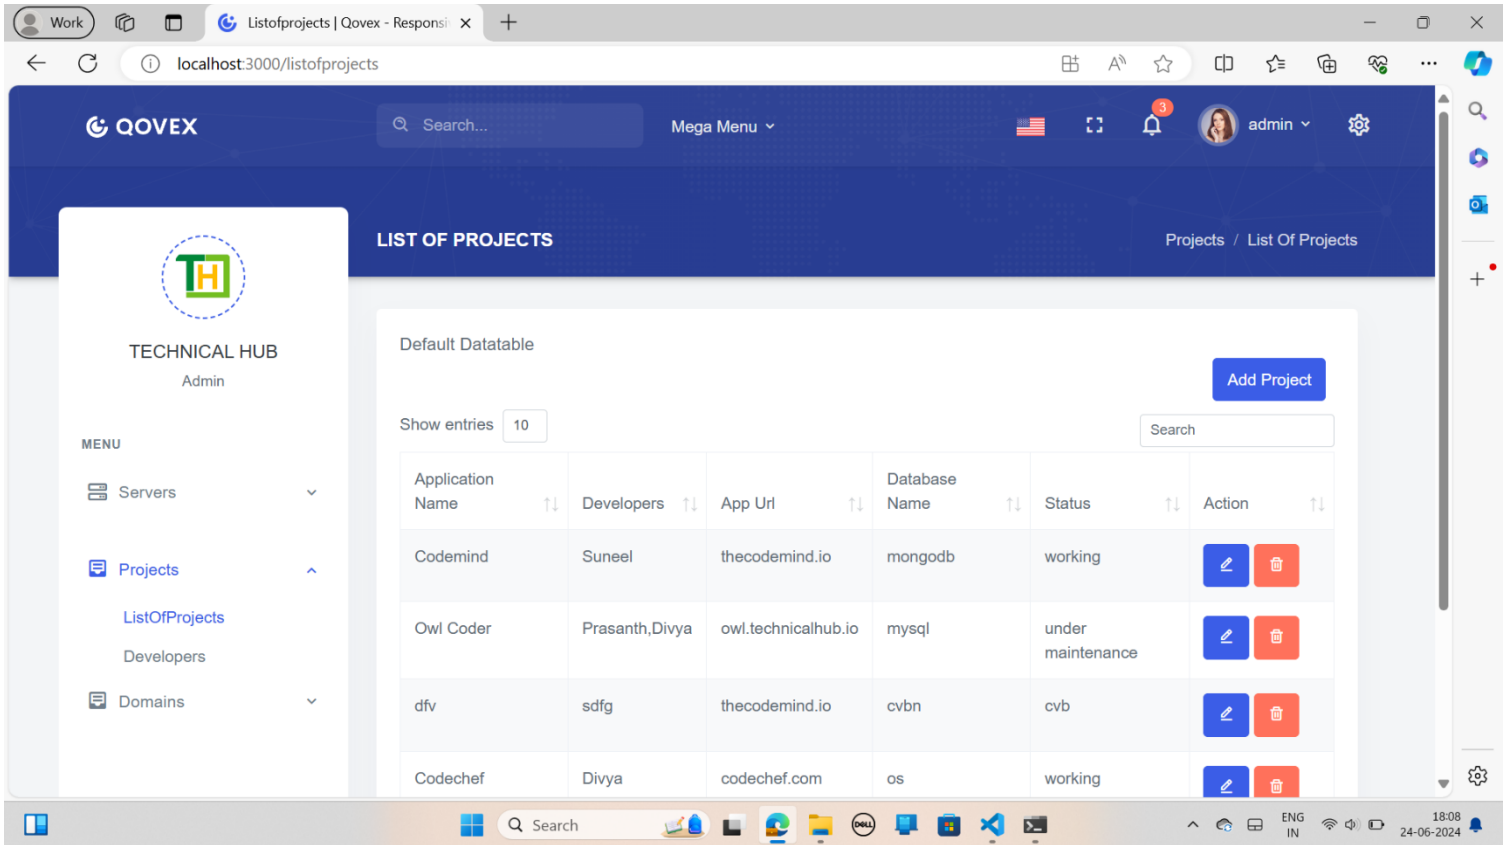 Work
Listofprojects | Qovex - Responsi
localhost:3000/listofprojects
QOVEX
Search...
Mega Menu
3
admin
LIST OF PROJECTS
Projects / List Of Projects
TH
TECHNICAL HUB
Admin
MENU
Servers
Projects
ListOfProjects
Developers
Domains
Default Datatable
Add Project
Show entries 10
Search
Application Name Developers App Url Database Name Status Action
Codemind Suneel thecodemind.io mongodb working
Owl Coder Prasanth,Divya owl.technicalhub.io mysql under maintenance
dfv sdfg thecodemind.io cvbn cvb
Codechef Divya codechef.com os working
Search
DELL
ENG
IN
18:08
24-06-2024